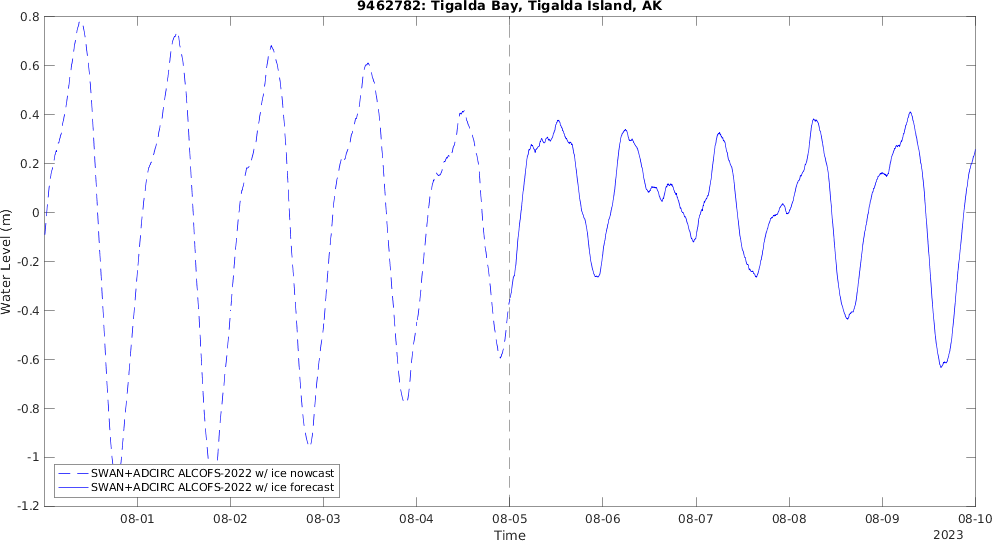 9462782: Tigalda Bay, Tigalda Island, AK
0.8
0.6
0.4
0.2
0
-0.2
-0.4
-0.6
-0.8
-1
-1.2
Water Level (m)
SWAN+ADCIRC ALCOFS-2022 w/ ice nowcast
SWAN+ADCIRC ALCOFS-2022 w/ ice forecast
08-01 08-02 08-03 08-04 08-05 08-06 08-07 08-08 08-09 08-10
Time
2023